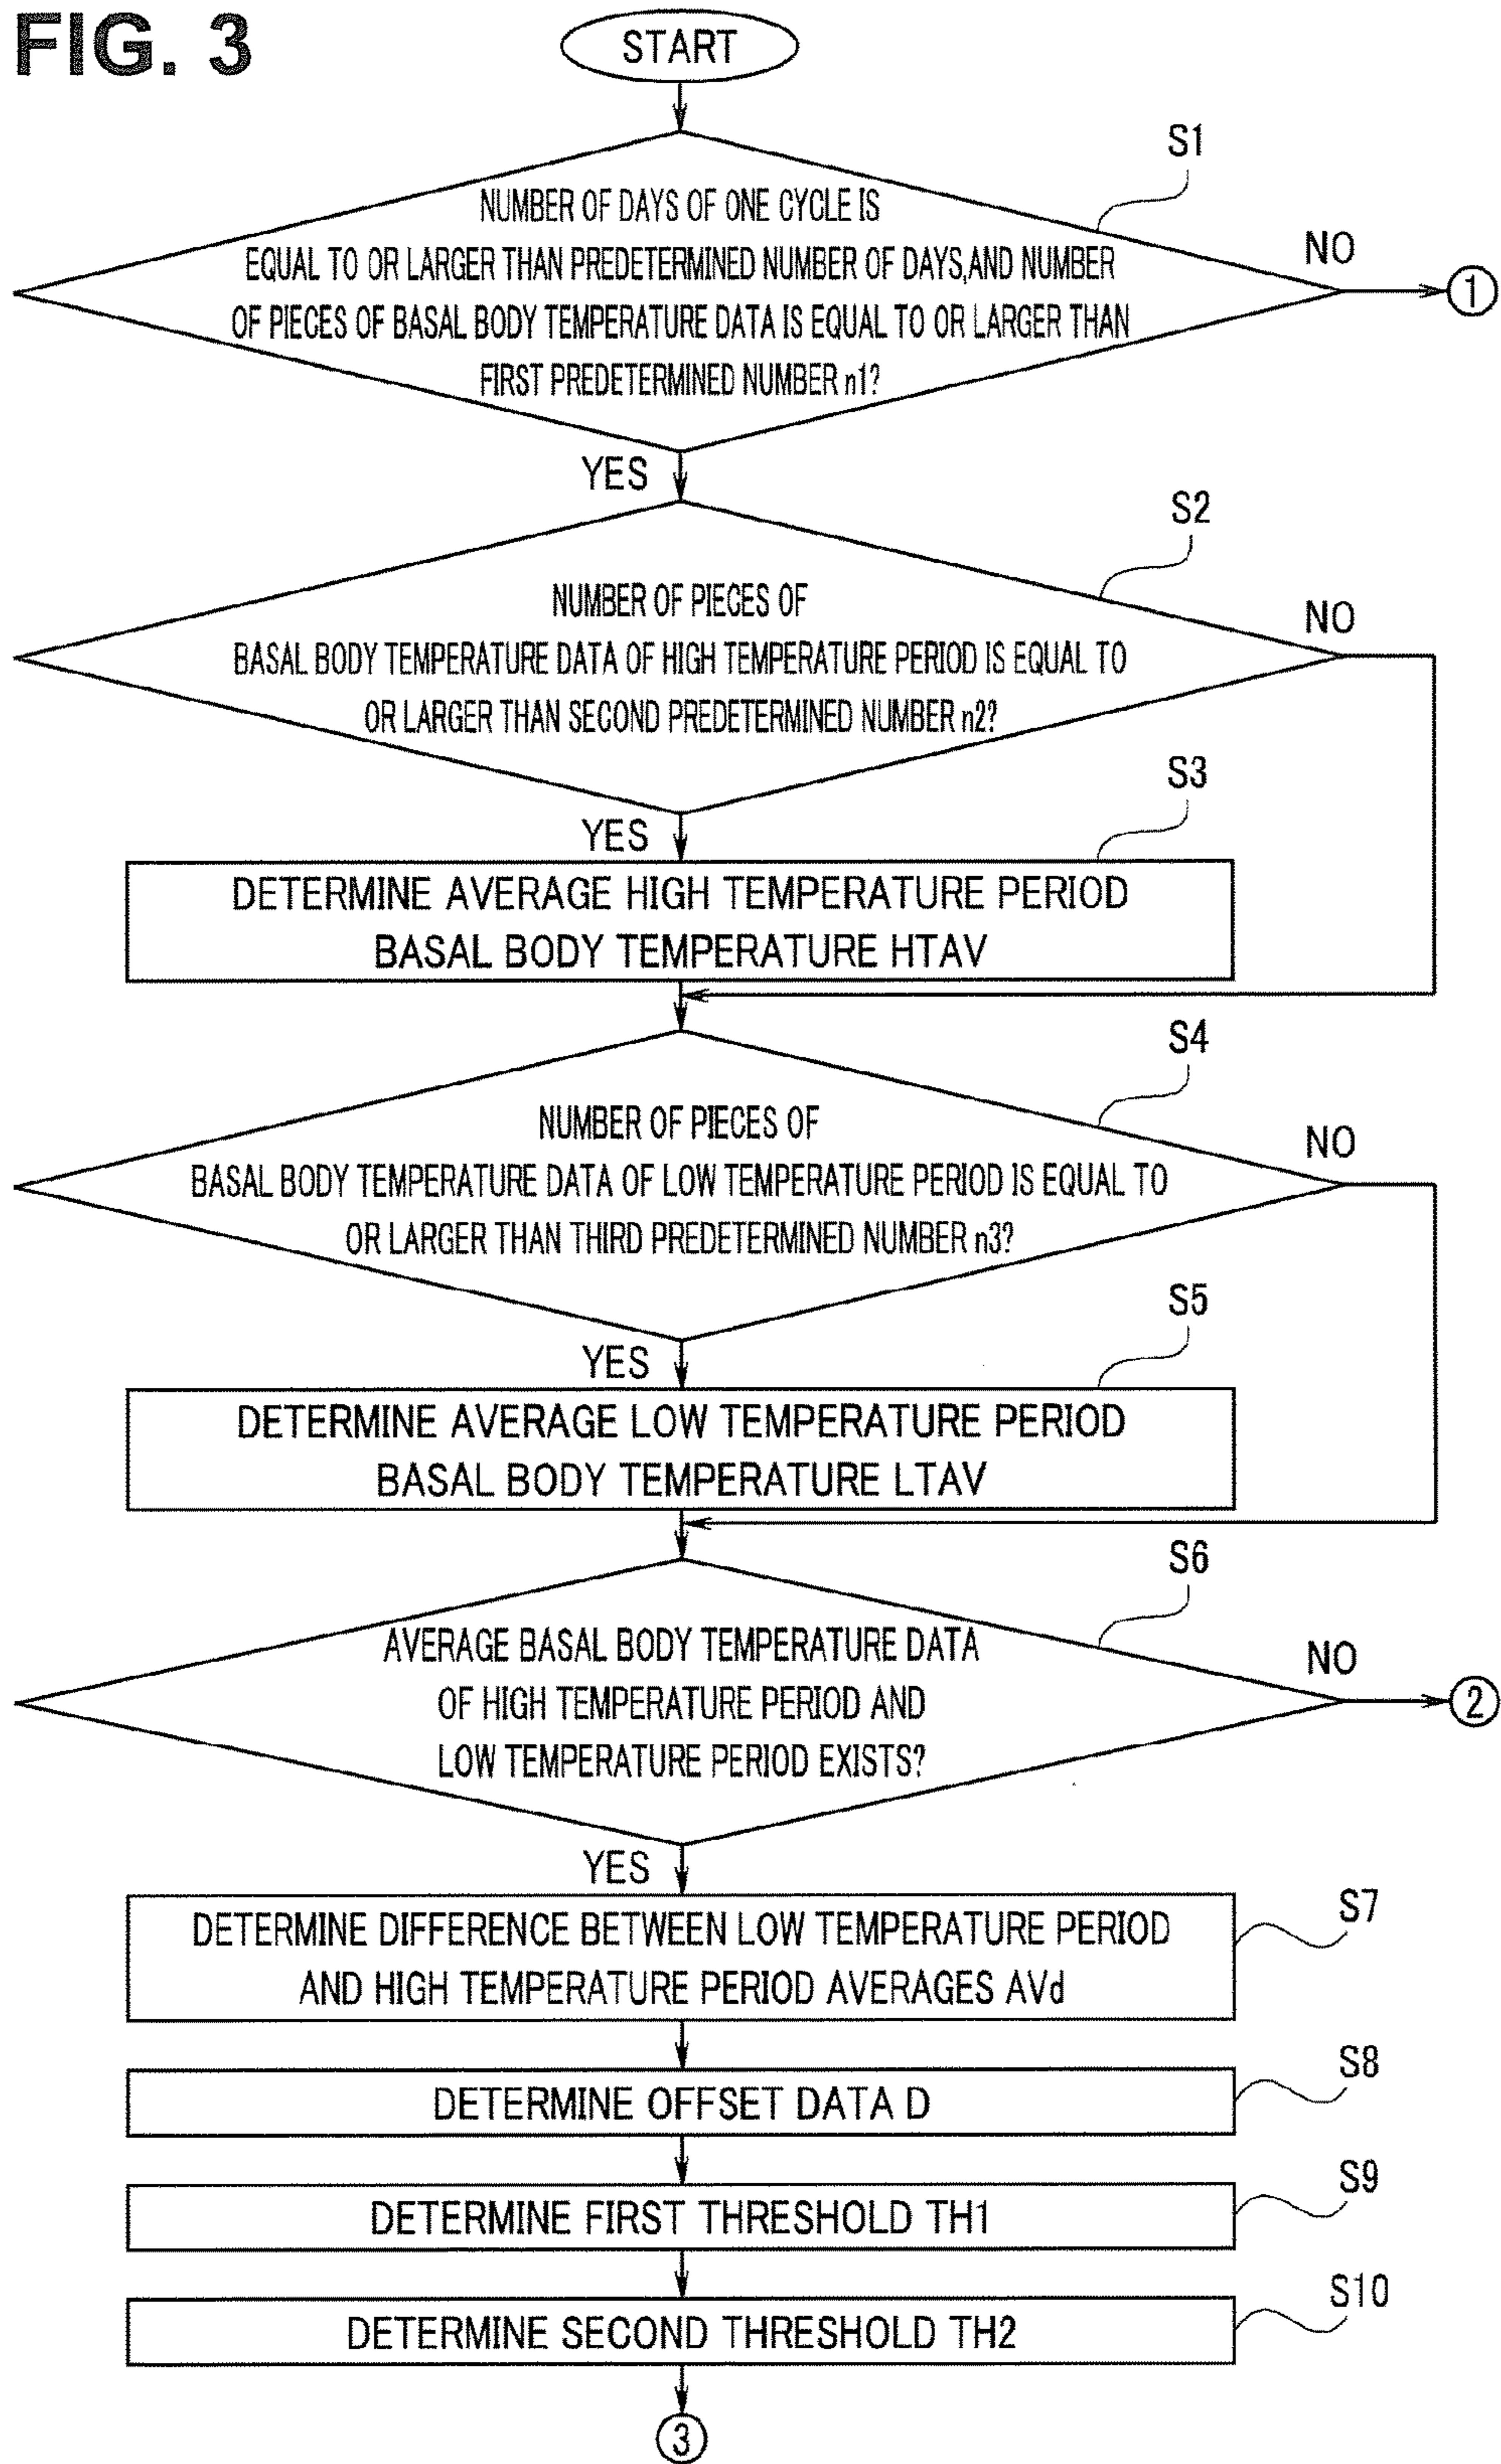 FIG. 3
START
S1
NUMBER OF DAYS OF ONE CYCLE IS
EQUAL TO OR LARGER THAN PREDETERMINED NUMBER OF DAYS,AND NUMBER
OF PIECES OF BASAL BODY TEMPERATURE DATA IS EQUAL TO OR LARGER THAN
FIRST PREDETERMINED NUMBER n1?
NO
1
YES
S2
NUMBER OF PIECES OF
BASAL BODY TEMPERATURE DATA OF HIGH TEMPERATURE PERIOD IS EQUAL TO
OR LARGER THAN SECOND PREDETERMINED NUMBER n2?
NO
YES
S3
DETERMINE AVERAGE HIGH TEMPERATURE PERIOD
BASAL BODY TEMPERATURE HTAV
S4
NUMBER OF PIECES OF
BASAL BODY TEMPERATURE DATA OF LOW TEMPERATURE PERIOD IS EQUAL TO
OR LARGER THAN THIRD PREDETERMINED NUMBER n3?
NO
YES
S5
DETERMINE AVERAGE LOW TEMPERATURE PERIOD
BASAL BODY TEMPERATURE LTAV
S6
AVERAGE BASAL BODY TEMPERATURE DATA
OF HIGH TEMPERATURE PERIOD AND
LOW TEMPERATURE PERIOD EXISTS?
NO
2
YES
S7
DETERMINE DIFFERENCE BETWEEN LOW TEMPERATURE PERIOD
AND HIGH TEMPERATURE PERIOD AVERAGES AVd
S8
DETERMINE OFFSET DATA D
S9
DETERMINE FIRST THRESHOLD TH1
S10
DETERMINE SECOND THRESHOLD TH2
3